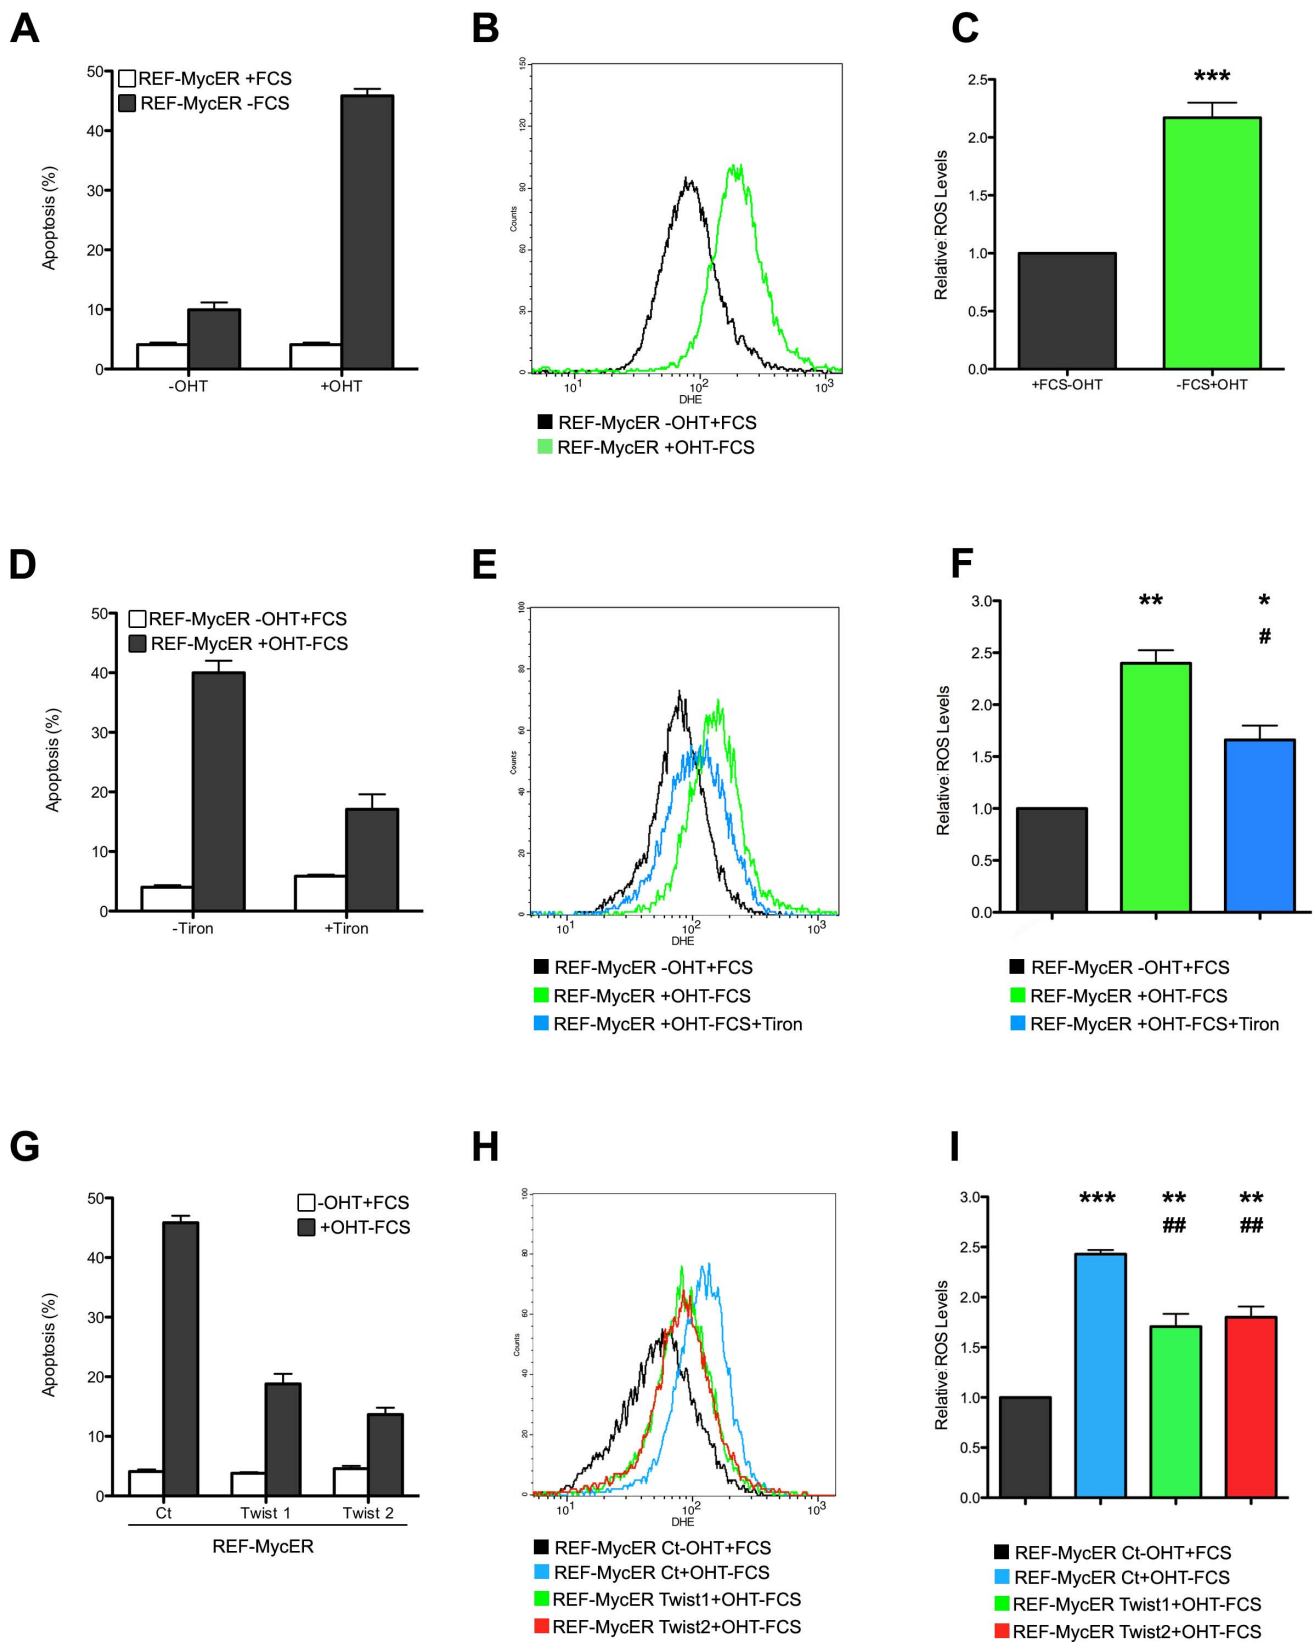 A
50
40
30
20
10
0
Apoptosis (%)
REF-MycER +FCS
REF-MycER -FCS
-OHT
+OHT
B
150
120
90
60
30
0
Counts
10¹
10²
10³
DHE
REF-MycER -OHT+FCS
REF-MycER +OHT-FCS
C
2.5
2.0
1.5
1.0
0.5
0.0
Relative ROS Levels
***
+FCS-OHT
-FCS+OHT
D
50
40
30
20
10
0
Apoptosis (%)
REF-MycER -OHT+FCS
REF-MycER +OHT-FCS
-Tiron
+Tiron
E
100
80
60
40
20
0
Counts
10¹
10²
10³
DHE
REF-MycER -OHT+FCS
REF-MycER +OHT-FCS
REF-MycER +OHT-FCS+Tiron
F
3.0
2.5
2.0
1.5
1.0
0.5
0.0
Relative ROS Levels
**
*
#
REF-MycER -OHT+FCS
REF-MycER +OHT-FCS
REF-MycER +OHT-FCS+Tiron
G
50
40
30
20
10
0
Apoptosis (%)
-OHT+FCS
+OHT-FCS
Ct
Twist 1
Twist 2
REF-MycER
H
100
80
60
40
20
0
Counts
10¹
10²
10³
DHE
REF-MycER Ct-OHT+FCS
REF-MycER Ct+OHT-FCS
REF-MycER Twist1+OHT-FCS
REF-MycER Twist2+OHT-FCS
I
3.0
2.5
2.0
1.5
1.0
0.5
0.0
Relative ROS Levels
***
**
##
**
##
REF-MycER Ct-OHT+FCS
REF-MycER Ct+OHT-FCS
REF-MycER Twist1+OHT-FCS
REF-MycER Twist2+OHT-FCS